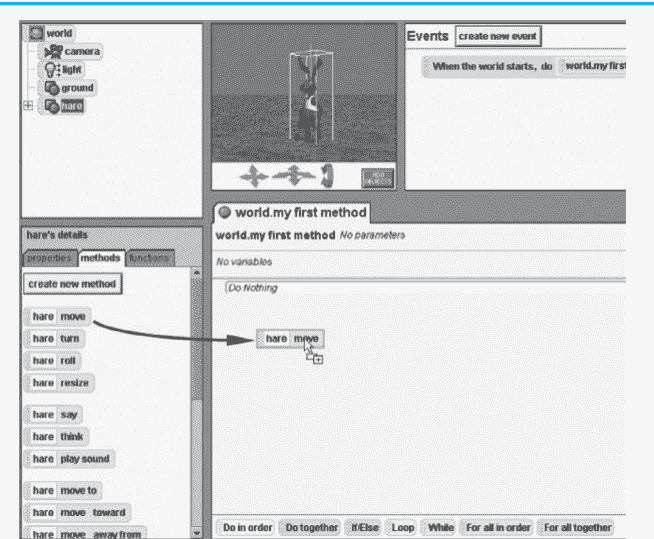 world
camera
light
ground
hare
Events create new event
When the world starts, do world.my first
ADD OBJECTS
world.my first method
world.my first method No parameters
No variables
Do Nothing
hare move
hare's details
properties methods functions
create new method
hare move
hare turn
hare roll
hare resize
hare say
hare think
hare play sound
hare move to
hare move toward
hare move away from
Do in order Do together If/Else Loop While For all in order For all together